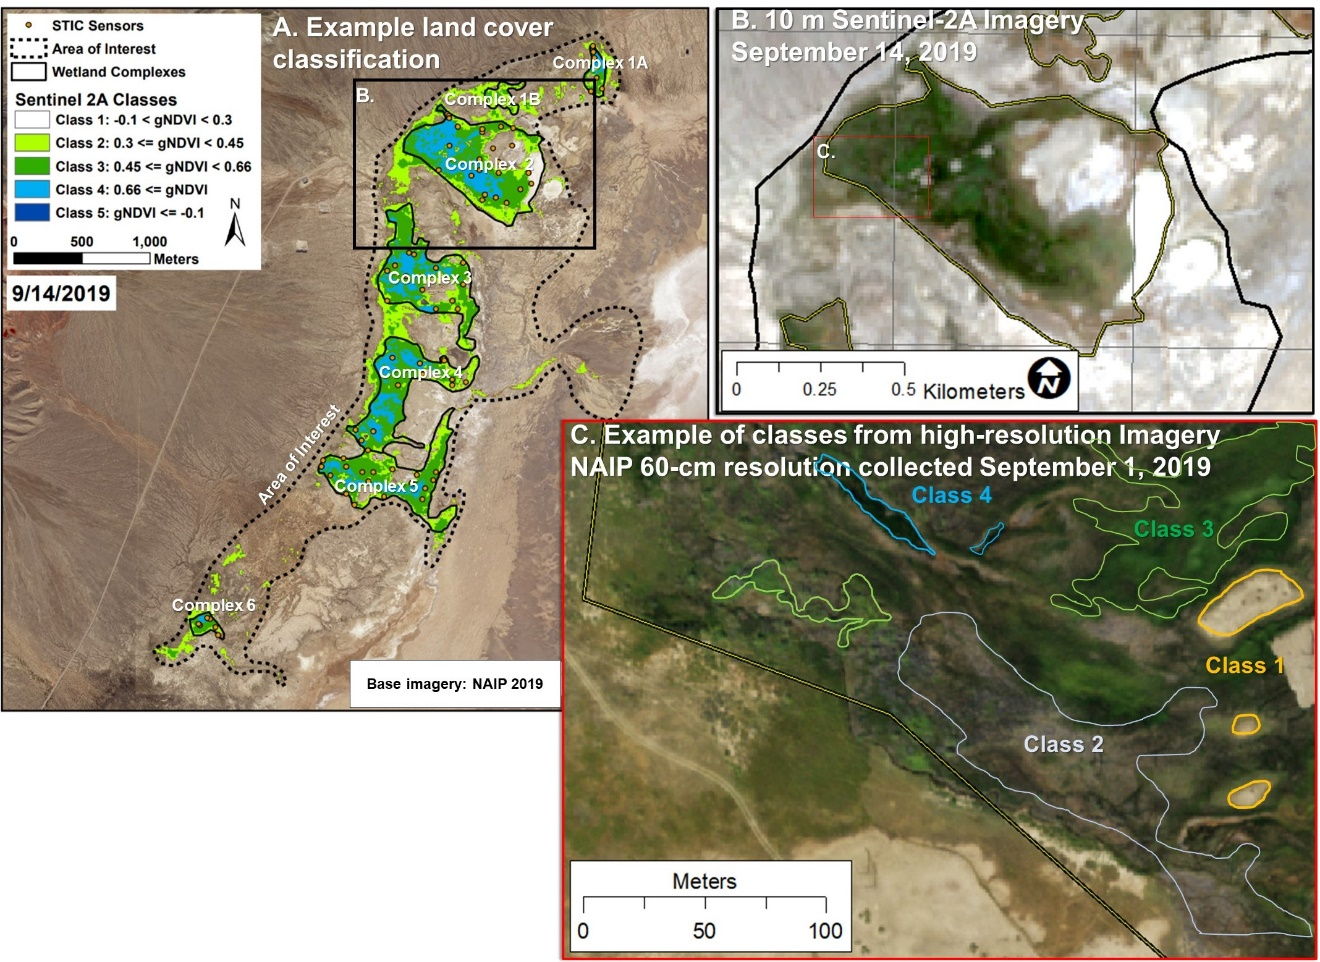 STIC Sensors
Area of Interest
Wetland Complexes
Sentinel 2A Classes
Class 1: -0.1 < gNDVI < 0.3
Class 2: 0.3 <= gNDVI < 0.45
Class 3: 0.45 <= gNDVI < 0.66
Class 4: 0.66 <= gNDVI
Class 5: gNDVI <= -0.1
N
0 500 1,000
Meters
9/14/2019
A. Example land cover
classification
Complex 1A
B.
Complex 1B
Complex 2
Complex 3
Complex 4
Area of Interest
Complex 5
Complex 6
Base imagery: NAIP 2019
B. 10 m Sentinel-2A Imagery
September 14, 2019
C.
0 0.25 0.5 Kilometers
N
C. Example of classes from high-resolution Imagery
NAIP 60-cm resolution collected September 1, 2019
Class 4
Class 3
Class 1
Class 2
Meters
0 50 100